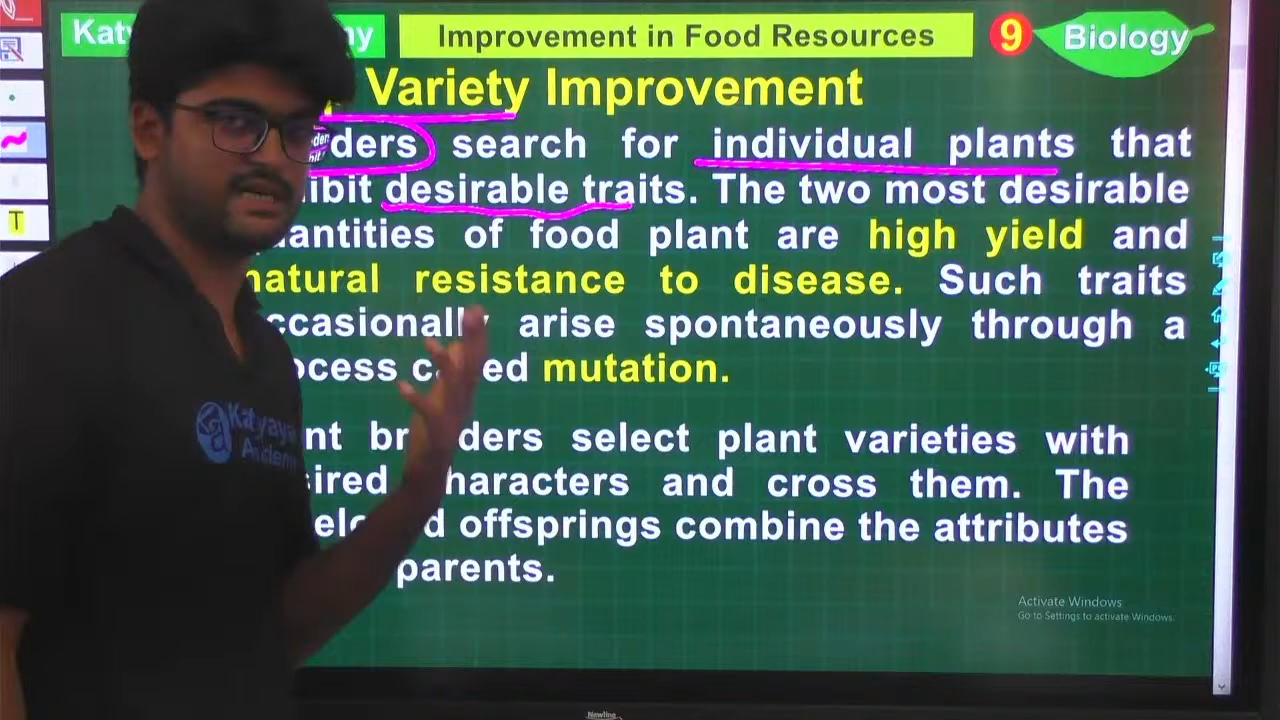 Improvement in Food Resources
9
Biology
Variety Improvement
search for individual plants that
desirable traits. The two most desirable
of food plant are high yield and
natural resistance to disease. Such traits
arise spontaneously through a
mutation.
select plant varieties with
and cross them. The
offsprings combine the attributes
parents.
Activate Windows
Go to Settings to activate Windows.
T
Newline